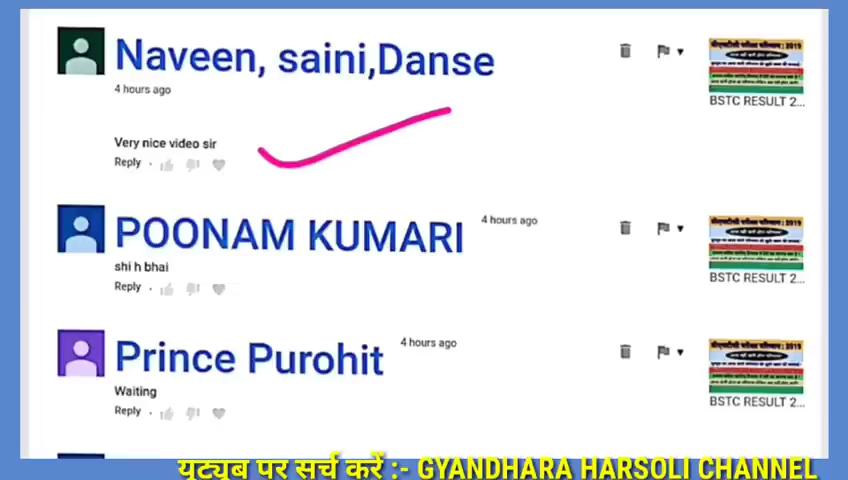 Naveen, saini,Danse
4 hours ago
Very nice video sir
Reply
BSTC RESULT 2...
POONAM KUMARI
4 hours ago
shi h bhai
Reply
BSTC RESULT 2...
Prince Purohit
4 hours ago
Waiting
Reply
BSTC RESULT 2...
यूट्यूब पर सर्च करें :- GYANDHARA HARSOLI CHANNEL